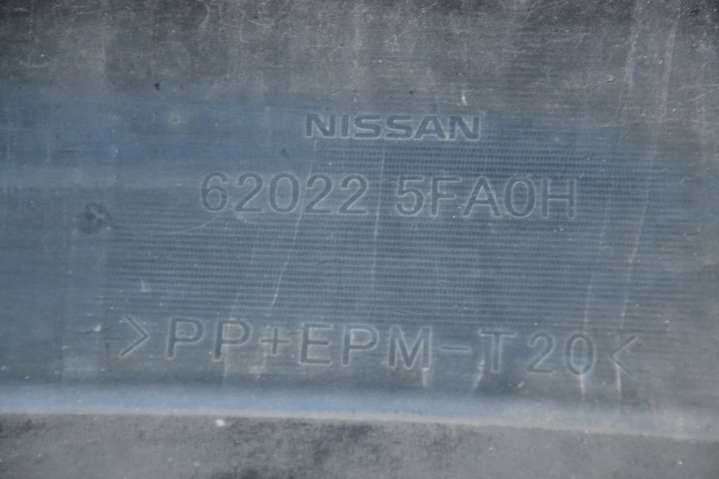 NISSAN
62022 5FA0H
>PP+EPM-T20<